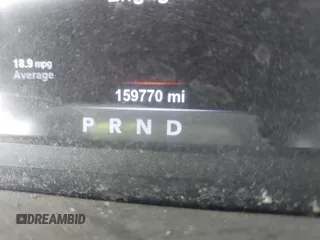 18.9 mpg
Average
159770 mi
P R N D
DREAMBID